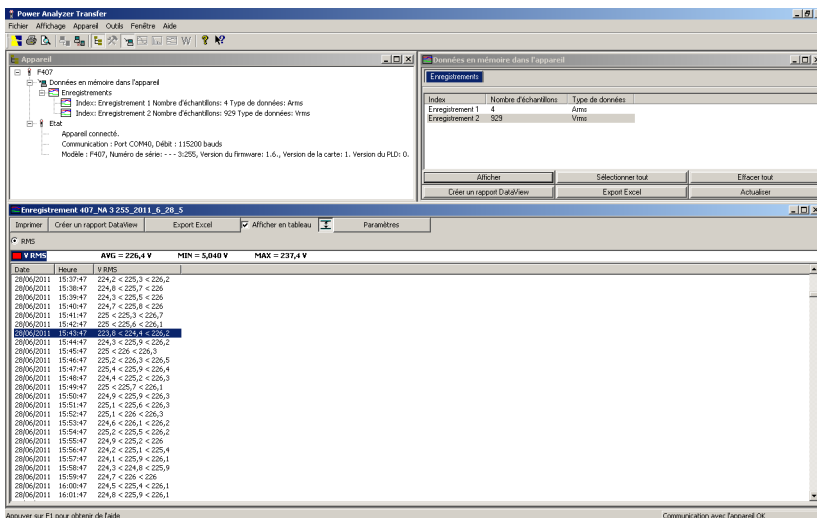 Power Analyzer Transfer
Fichier Affichage Appareil Outils Fenêtre Aide
Appareil
F407
Données en mémoire dans l'appareil
Enregistrements
Index: Enregistrement 1 Nombre d'échantillons: 4 Type de données: Arms
Index: Enregistrement 2 Nombre d'échantillons: 929 Type de données: Vrms
Etat
Appareil connecté.
Communication : Port COM40, Débit : 115200 bauds
Modèle : F407, Numéro de série: - - - 3:255, Version du firmware: 1.6., Version de la carte: 1. Version du PLD: 0.
Données en mémoire dans l'appareil
Enregistrements
Index Nombre d'échantillons Type de données
Enregistrement 1 4 Arms
Enregistrement 2 929 Vrms
Afficher Sélectionner tout Effacer tout
Créer un rapport DataView Export Excel Actualiser
Enregistrement 407_NA 3 255_2011_6_28_5
Imprimer Créer un rapport DataView Export Excel Afficher en tableau Paramètres
RMS
V RMS AVG = 226,4 V MIN = 5,040 V MAX = 237,4 V
Date Heure V RMS
28/06/2011 15:37:47 224,2 < 225,3 < 226,2
28/06/2011 15:38:47 224,8 < 225,7 < 226
28/06/2011 15:39:47 224,3 < 225,5 < 226
28/06/2011 15:40:47 224,7 < 225,8 < 226
28/06/2011 15:41:47 225 < 225,3 < 226,7
28/06/2011 15:42:47 225 < 225,6 < 226,1
28/06/2011 15:43:47 223,8 < 224,4 < 226,2
28/06/2011 15:44:47 224,3 < 225,9 < 226,2
28/06/2011 15:45:47 225 < 226 < 226,3
28/06/2011 15:46:47 225,2 < 226,3 < 226,5
28/06/2011 15:47:47 225,4 < 225,9 < 226,4
28/06/2011 15:48:47 224,4 < 225,2 < 226,3
28/06/2011 15:49:47 225 < 225,7 < 226,1
28/06/2011 15:50:47 224,9 < 225,9 < 226,3
28/06/2011 15:51:47 225,1 < 225,6 < 226,3
28/06/2011 15:52:47 225,1 < 226 < 226,3
28/06/2011 15:53:47 224,6 < 226,1 < 226,2
28/06/2011 15:54:47 225,2 < 225,5 < 226,2
28/06/2011 15:55:47 224,9 < 225,2 < 226
28/06/2011 15:56:47 224,2 < 225,1 < 225,4
28/06/2011 15:57:47 224,1 < 225,9 < 226,1
28/06/2011 15:58:47 224,3 < 224,8 < 225,9
28/06/2011 15:59:47 224,7 < 226 < 226
28/06/2011 16:00:47 224,5 < 225,4 < 226,1
28/06/2011 16:01:47 224,8 < 225,9 < 226,1
Appuyer sur F1 pour obtenir de l'aide Communication avec l'appareil OK